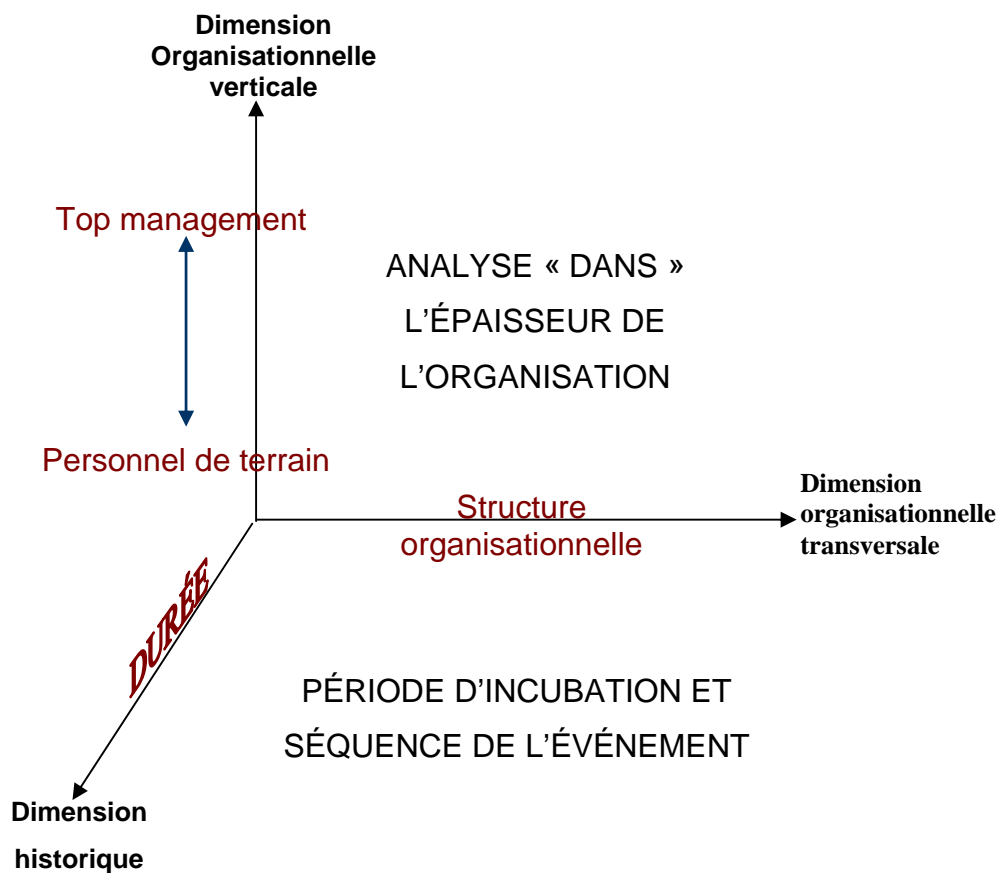 Dimension
Organisationnelle
verticale
Top management
ANALYSE « DANS »
L'ÉPAISSEUR DE
L'ORGANISATION
Personnel de terrain
Structure
organisationnelle
Dimension
organisationnelle
transversale
DURÉE
PÉRIODE D'INCUBATION ET
SÉQUENCE DE L'ÉVÉNEMENT
Dimension
historique